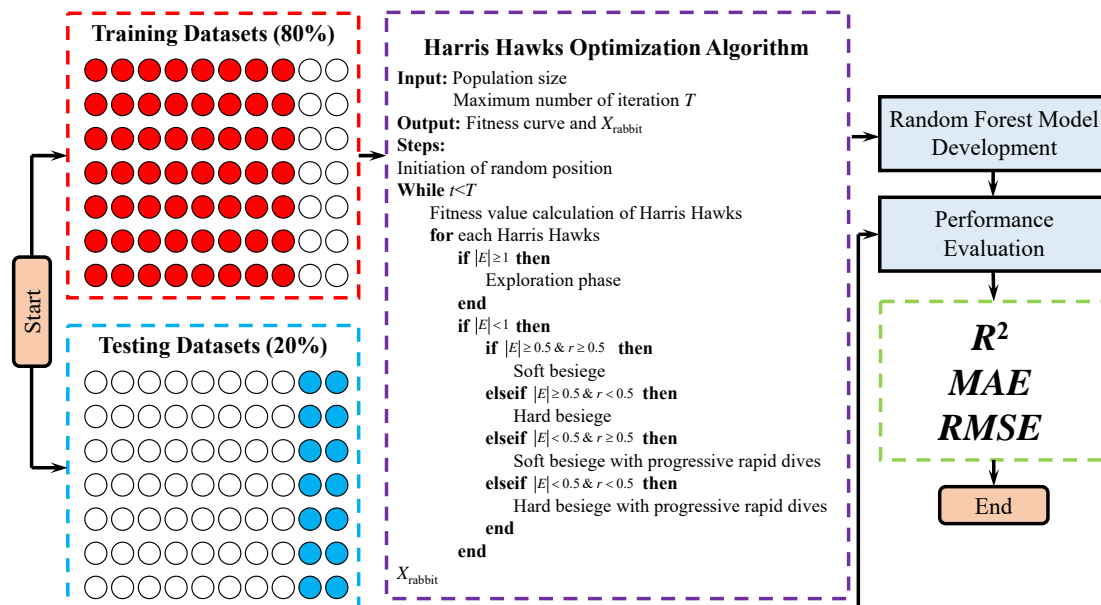 Start
Training Datasets (80%)
Testing Datasets (20%)
Harris Hawks Optimization Algorithm
Input: Population size
Maximum number of iteration T
Output: Fitness curve and X_rabbit
Steps:
Initiation of random position
While t<T
Fitness value calculation of Harris Hawks
for each Harris Hawks
if |E|≥1 then
Exploration phase
end
if |E|<1 then
if |E|≥0.5 & r≥0.5 then
Soft besiege
elseif |E|≥0.5 & r<0.5 then
Hard besiege
elseif |E|<0.5 & r≥0.5 then
Soft besiege with progressive rapid dives
elseif |E|<0.5 & r<0.5 then
Hard besiege with progressive rapid dives
end
end
X_rabbit
Random Forest Model
Development
Performance
Evaluation
R²
MAE
RMSE
End